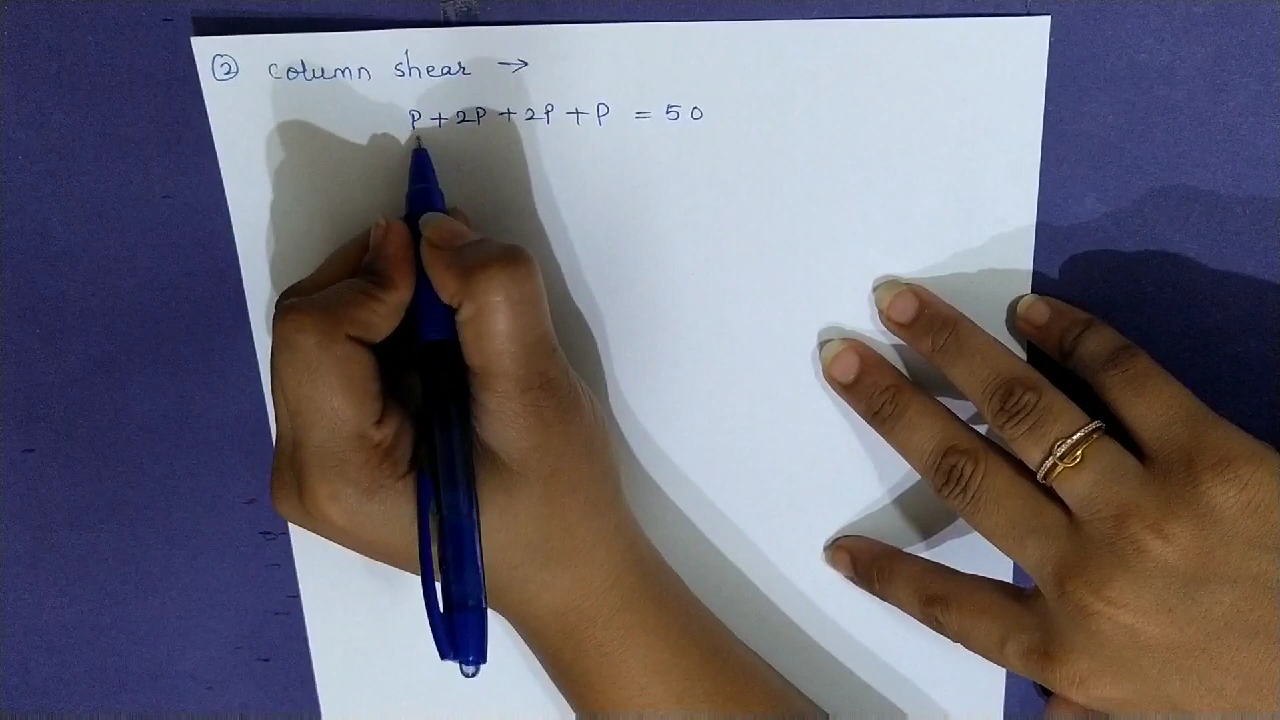 ② column shear →
P + 2P + 2P + P = 50